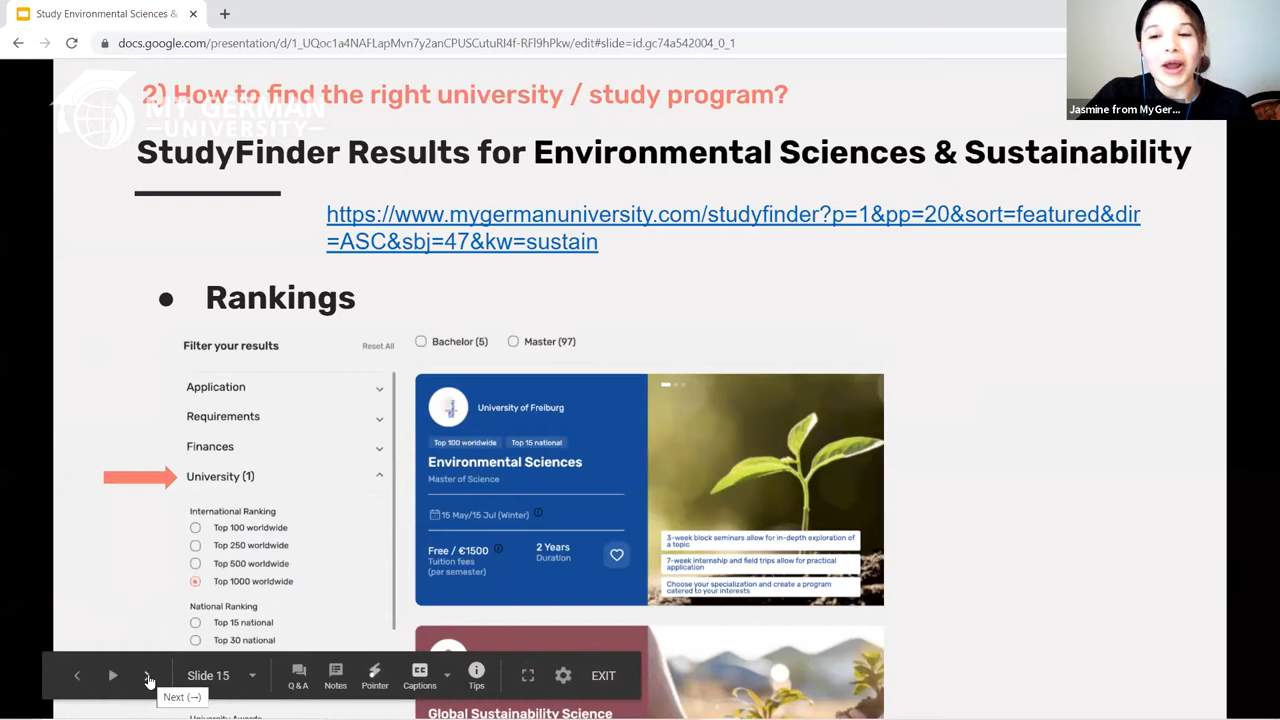 Study Environmental Sciences &
docs.google.com/presentation/d/1_UQoc1a4NAFLapMvn7y2anCPUSCutuRl4f-RFl9hPkw/edit#slide=id.gc74a542004_0_1
Jasmine from MyGer...
2) How to find the right university / study program?
MY GERMAN
UNIVERSITY
StudyFinder Results for Environmental Sciences & Sustainability
https://www.mygermanuniversity.com/studyfinder?p=1&pp=20&sort=featured&dir
=ASC&sbj=47&kw=sustain
● Rankings
Filter your results
Reset All
Bachelor (5)
Master (97)
Application
Requirements
Finances
University (1)
International Ranking
Top 100 worldwide
Top 250 worldwide
Top 500 worldwide
Top 1000 worldwide
National Ranking
Top 15 national
Top 30 national
University of Freiburg
Top 100 worldwide
Top 15 national
Environmental Sciences
Master of Science
15 May/15 Jul (Winter)
Free / €1500
Tuition fees
(per semester)
2 Years
Duration
3-week block seminars allow for in-depth exploration of
a topic
7-week internship and field trips allow for practical
application
Choose your specialization and create a program
catered to your interests
Global Sustainability Science
Slide 15
Q & A
Notes
Pointer
Captions
Tips
EXIT
Next (→)
University Awards